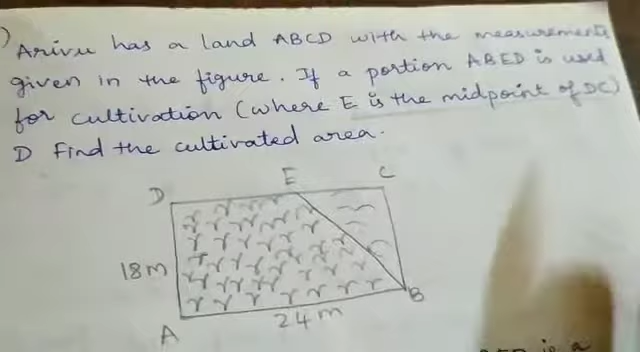 ) Arivu has a land ABCD with the measurements
given in the figure. If a portion ABED is used
for cultivation (where E is the midpoint of DC)
D Find the cultivated area.
D E C
18m
A 24m B
is a